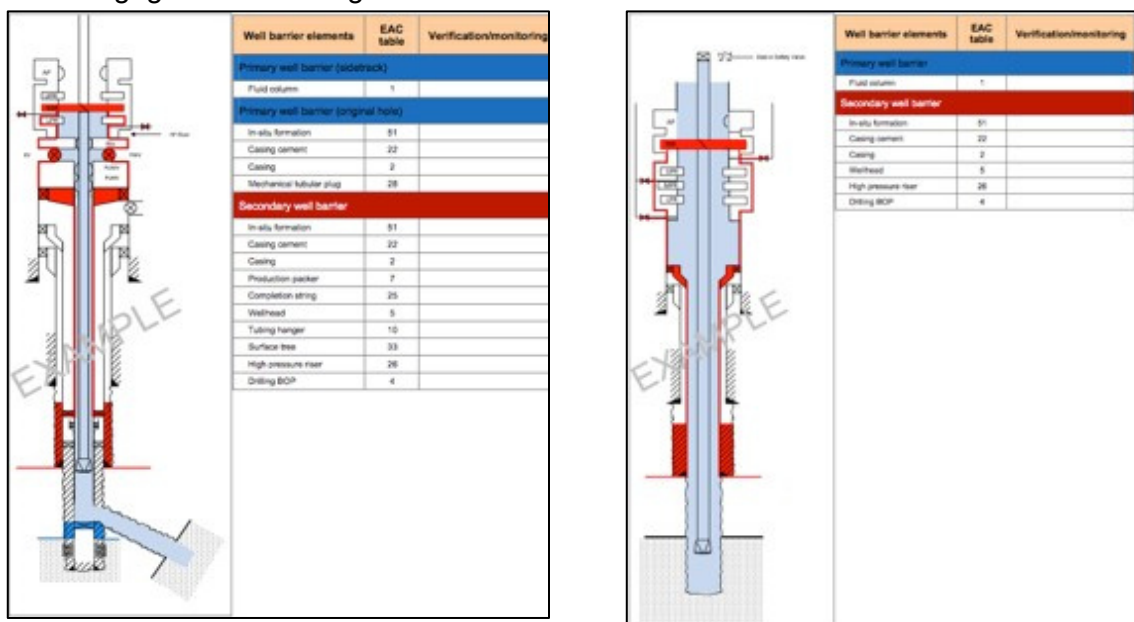 Well barrier elements EAC table Verification/monitoring
Primary well barrier (sidetrack)
Fluid column 1
Primary well barrier (original hole)
In-situ formation 51
Casing cement 22
Casing 2
Mechanical tubular plug 28
Secondary well barrier
In-situ formation 51
Casing cement 22
Casing 2
Production packer 7
Completion string 25
Wellhead 5
Tubing hanger 10
Surface tree 33
High pressure riser 26
Drilling BOP 4
AP
HP Riser
EXAMPLE
Well barrier elements EAC table Verification/monitoring
Primary well barrier
Fluid column 1
Secondary well barrier
In-situ formation 51
Casing cement 22
Casing 2
Wellhead 5
High pressure riser 26
Drilling BOP 4
AP
EXAMPLE